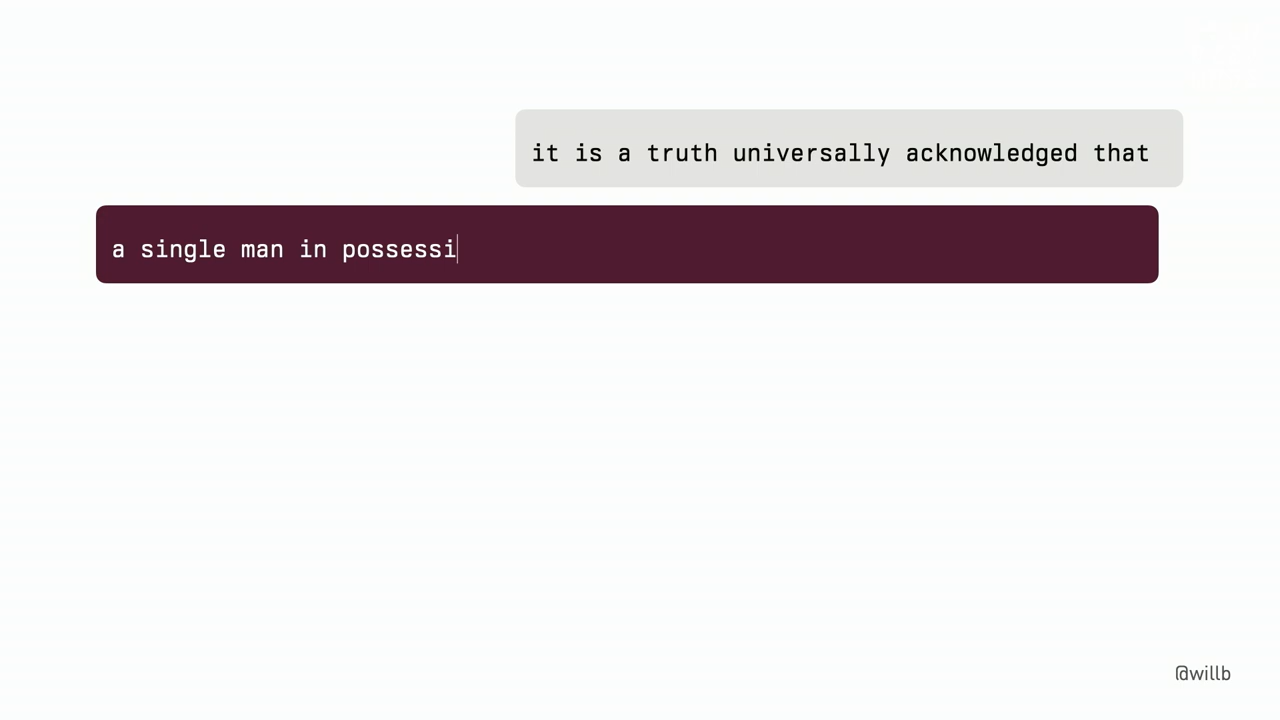 it is a truth universally acknowledged that
a single man in possessi
@willb